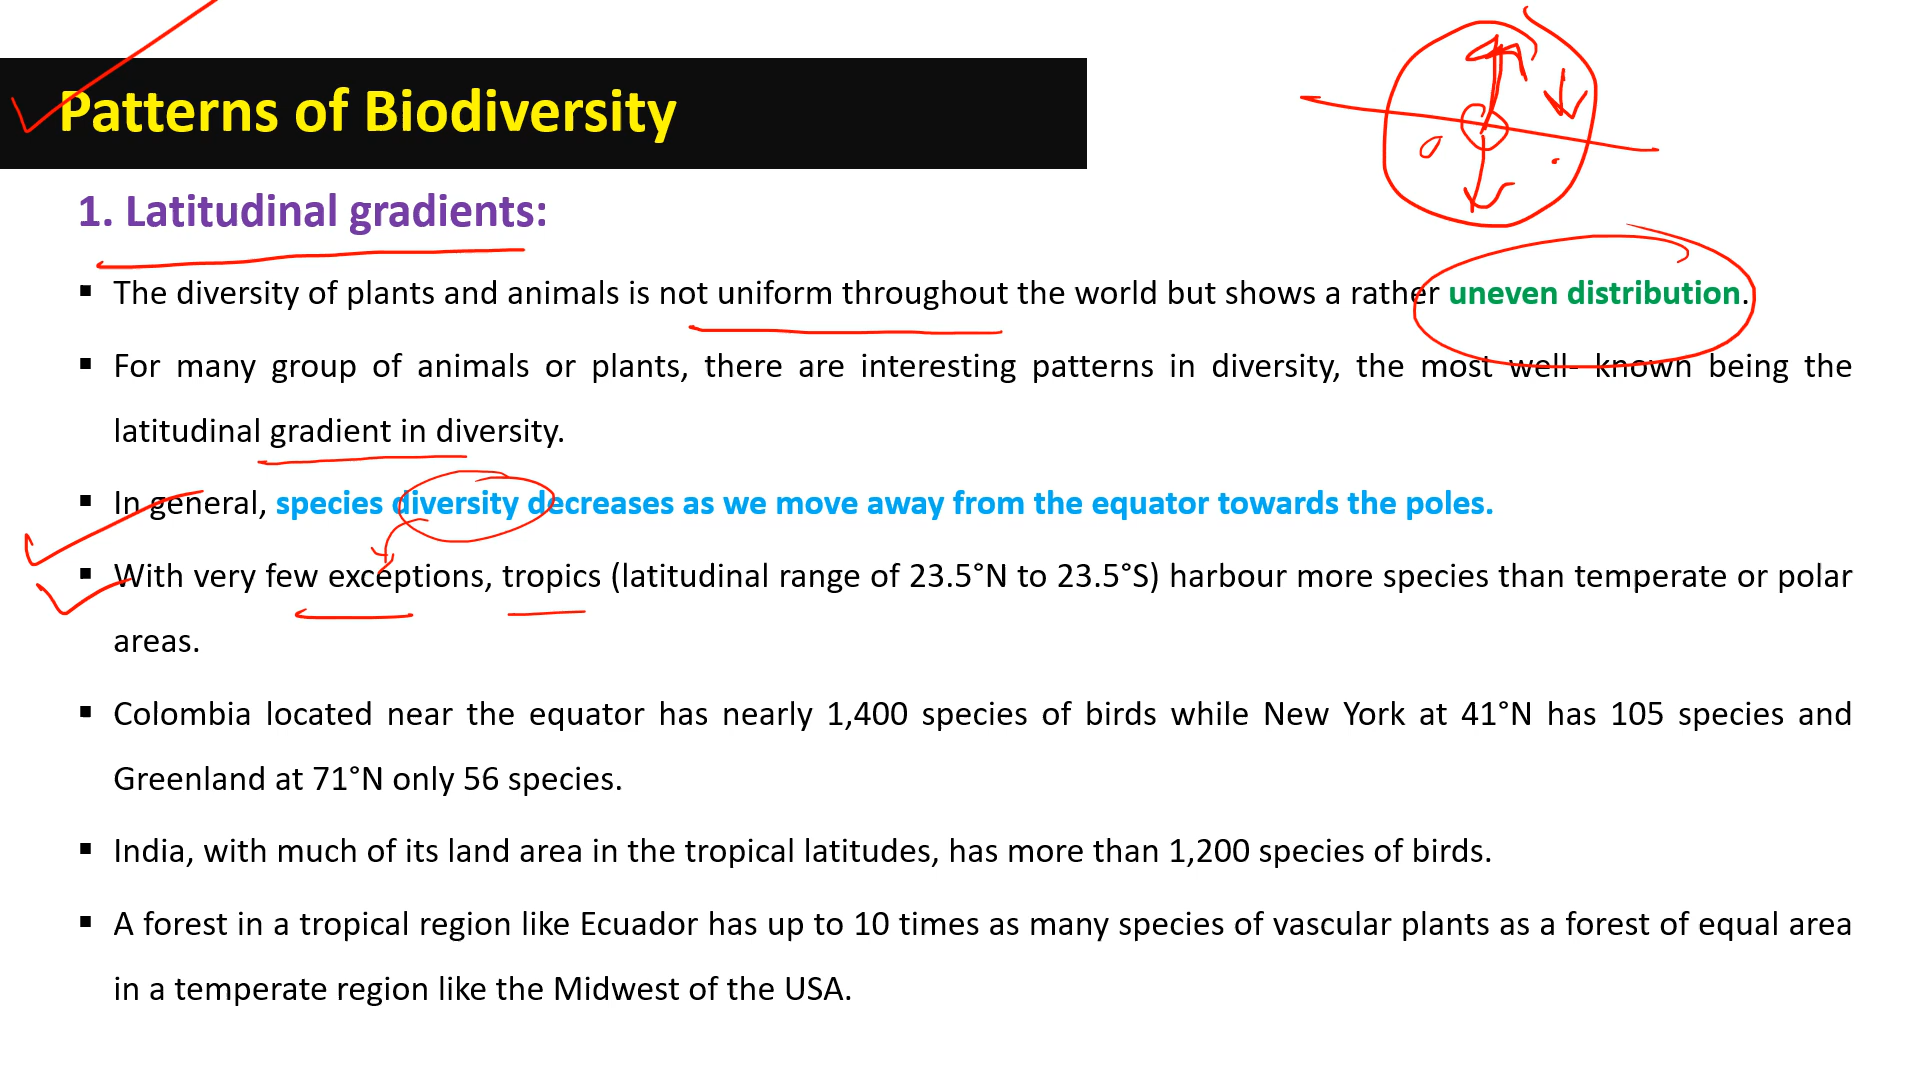 Patterns of Biodiversity
1. Latitudinal gradients:
▪ The diversity of plants and animals is not uniform throughout the world but shows a rather uneven distribution.
▪ For many group of animals or plants, there are interesting patterns in diversity, the most well- known being the
latitudinal gradient in diversity.
▪ In general, species diversity decreases as we move away from the equator towards the poles.
▪ With very few exceptions, tropics (latitudinal range of 23.5°N to 23.5°S) harbour more species than temperate or polar
areas.
▪ Colombia located near the equator has nearly 1,400 species of birds while New York at 41°N has 105 species and
Greenland at 71°N only 56 species.
▪ India, with much of its land area in the tropical latitudes, has more than 1,200 species of birds.
▪ A forest in a tropical region like Ecuador has up to 10 times as many species of vascular plants as a forest of equal area
in a temperate region like the Midwest of the USA.